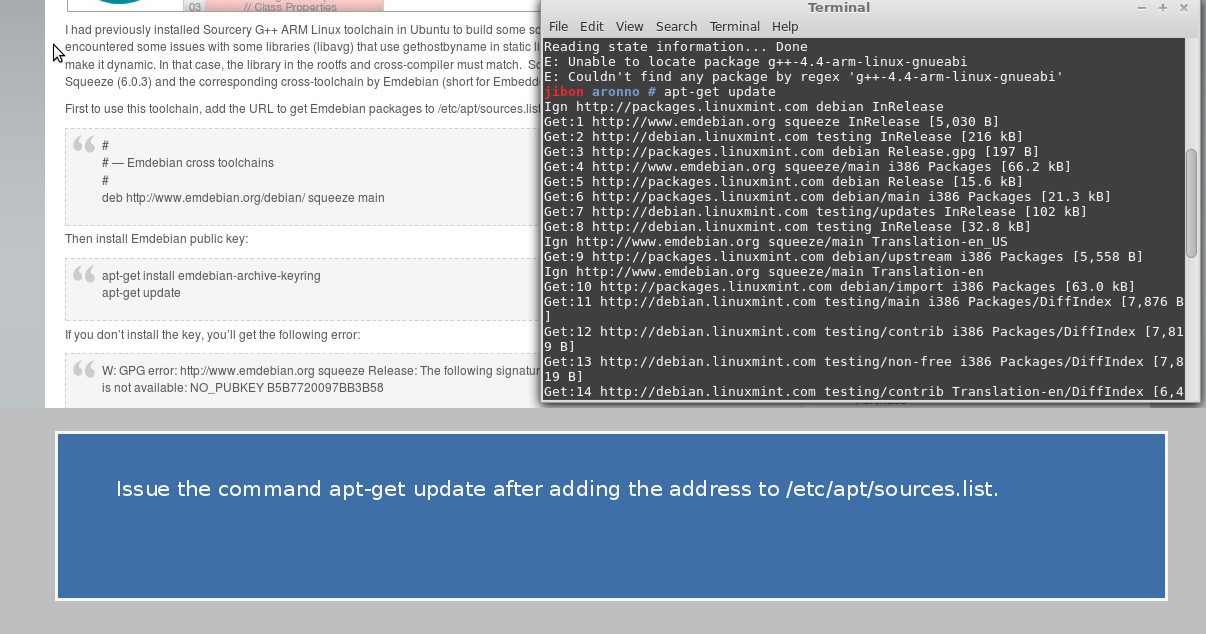 03
// Class Properties
I had previously installed Sourcery G++ ARM Linux toolchain in Ubuntu to build some
encountered some issues with some libraries (libavg) that use gethostbyname in static
make it dynamic. In that case, the library in the rootfs and cross-compiler must match.
Squeeze (6.0.3) and the corresponding cross-toolchain by Emdebian (short for
First to use this toolchain, add the URL to get Emdebian packages to /etc/apt/sources.list
#
# — Emdebian cross toolchains
#
deb http://www.emdebian.org/debian/ squeeze main
Then install Emdebian public key:
apt-get install emdebian-archive-keyring
apt-get update
If you don’t install the key, you’ll get the following error:
W: GPG error: http://www.emdebian.org squeeze Release: The following
is not available: NO_PUBKEY B5B7720097BB3B58
Terminal
File Edit View Search Terminal Help
Reading state information... Done
E: Unable to locate package g++-4.4-arm-linux-gnueabi
E: Couldn't find any package by regex 'g++-4.4-arm-linux-gnueabi'
jibon aronno # apt-get update
Ign http://packages.linuxmint.com debian InRelease
Get:1 http://www.emdebian.org squeeze InRelease [5,030 B]
Get:2 http://debian.linuxmint.com testing InRelease [216 kB]
Get:3 http://packages.linuxmint.com debian Release.gpg [197 B]
Get:4 http://www.emdebian.org squeeze/main i386 Packages [66.2 kB]
Get:5 http://packages.linuxmint.com debian Release [15.6 kB]
Get:6 http://packages.linuxmint.com debian/main i386 Packages [21.3 kB]
Get:7 http://debian.linuxmint.com testing/updates InRelease [102 kB]
Get:8 http://debian.linuxmint.com testing InRelease [32.8 kB]
Ign http://www.emdebian.org squeeze/main Translation-en_US
Get:9 http://packages.linuxmint.com debian/upstream i386 Packages [5,558 B]
Ign http://www.emdebian.org squeeze/main Translation-en
Get:10 http://packages.linuxmint.com debian/import i386 Packages [63.0 kB]
Get:11 http://debian.linuxmint.com testing/main i386 Packages/DiffIndex [7,876 B
]
Get:12 http://debian.linuxmint.com testing/contrib i386 Packages/DiffIndex [7,81
9 B]
Get:13 http://debian.linuxmint.com testing/non-free i386 Packages/DiffIndex [7,8
19 B]
Get:14 http://debian.linuxmint.com testing/contrib Translation-en/DiffIndex [6,4
Issue the command apt-get update after adding the address to /etc/apt/sources.list.